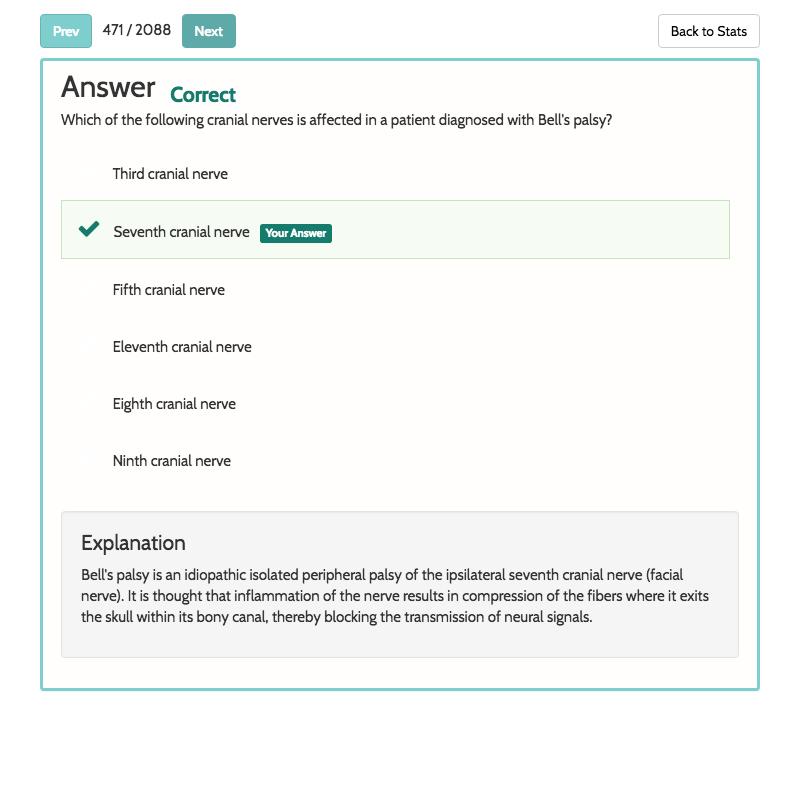 Prev 471 / 2088 Next Back to Stats
Answer Correct
Which of the following cranial nerves is affected in a patient diagnosed with Bell's palsy?
Third cranial nerve
Seventh cranial nerve Your Answer
Fifth cranial nerve
Eleventh cranial nerve
Eighth cranial nerve
Ninth cranial nerve
Explanation
Bell's palsy is an idiopathic isolated peripheral palsy of the ipsilateral seventh cranial nerve (facial
nerve). It is thought that inflammation of the nerve results in compression of the fibers where it exits
the skull within its bony canal, thereby blocking the transmission of neural signals.